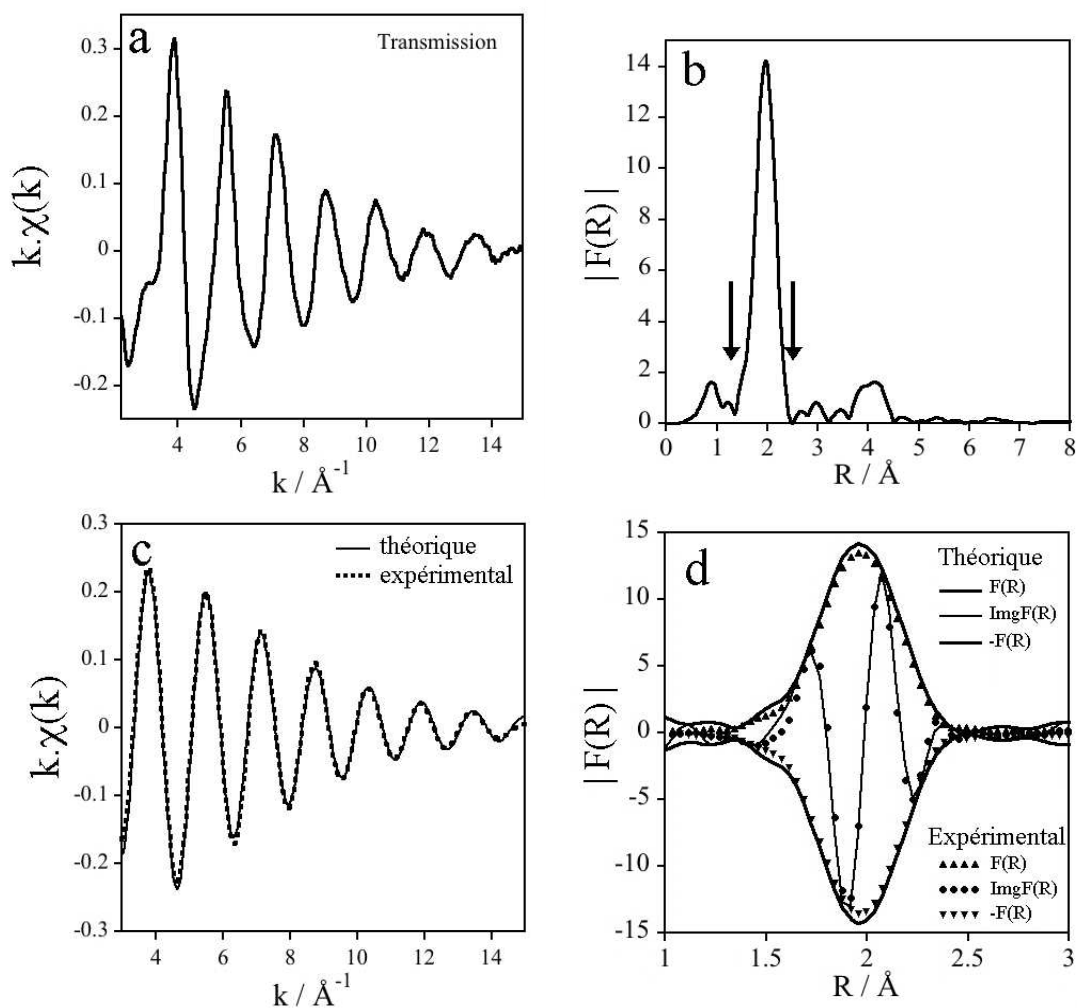 a
Transmission
0.3
0.2
0.1
0
-0.1
-0.2
k.χ(k)
4 6 8 10 12 14
k / Å-1
b
14
12
10
8
6
4
2
0
|F(R)|
0 1 2 3 4 5 6 7 8
R / Å
c
théorique
expérimental
0.3
0.2
0.1
0
-0.1
-0.2
-0.3
k.χ(k)
4 6 8 10 12 14
k / Å-1
d
Théorique
F(R)
ImgF(R)
-F(R)
15
10
5
0
-5
-10
-15
|F(R)|
Expérimental
F(R)
ImgF(R)
-F(R)
1 1.5 2 2.5 3
R / Å